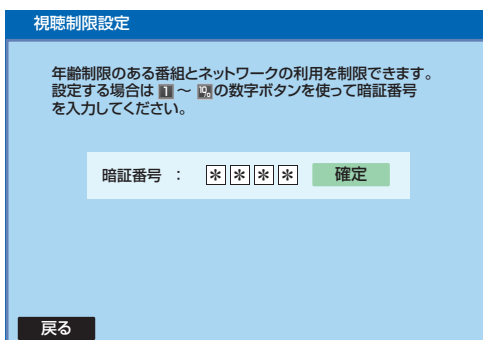 視聴制限設定
年齢制限のある番組とネットワークの利用を制限できます。
設定する場合は 1 ～ 10/0 の数字ボタンを使って暗証番号
を入力してください。
暗証番号 ： ＊ ＊ ＊ ＊ 確定
戻る